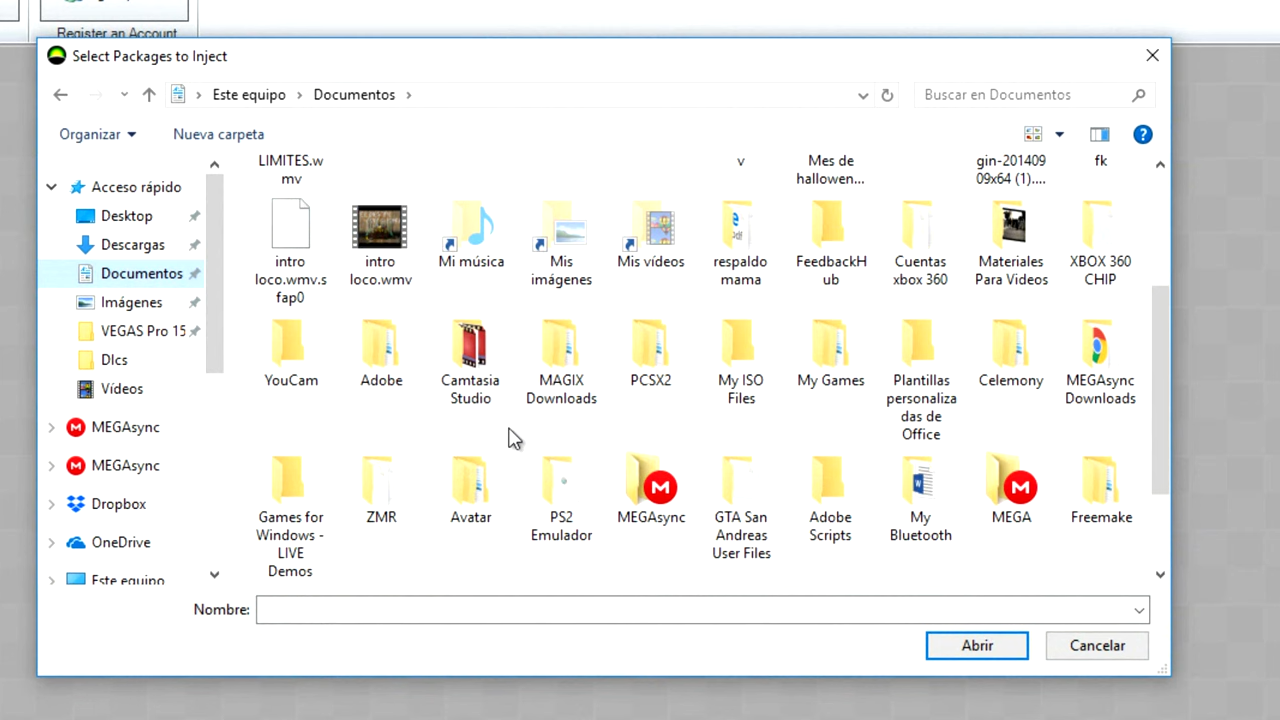 Register an Account
Select Packages to Inject
Este equipo
Documentos
Buscar en Documentos
Organizar
Nueva carpeta
Acceso rápido
Desktop
Descargas
Documentos
Imágenes
VEGAS Pro 15
Dlcs
Vídeos
MEGAsync
MEGAsync
Dropbox
OneDrive
Este equipo
LIMITES.w
mv
v
Mes de
hallowen...
gin-201409
09x64 (1)....
fk
intro
loco.wmv.s
fap0
intro
loco.wmv
Mi música
Mis
imágenes
Mis vídeos
respaldo
mama
FeedbackH
ub
Cuentas
xbox 360
Materiales
Para Videos
XBOX 360
CHIP
YouCam
Adobe
Camtasia
Studio
MAGIX
Downloads
PCSX2
My ISO
Files
My Games
Plantillas
personaliza
das de
Office
Celemony
MEGAsync
Downloads
Games for
Windows -
LIVE
Demos
ZMR
Avatar
PS2
Emulador
MEGAsync
GTA San
Andreas
User Files
Adobe
Scripts
My
Bluetooth
MEGA
Freemake
Nombre:
Abrir
Cancelar